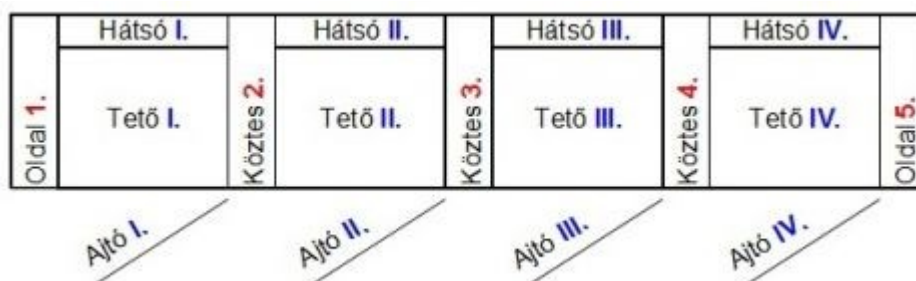 Hátsó I.
Hátsó II.
Hátsó III.
Hátsó IV.
Oldal 1.
Tető I.
Köztes 2.
Tető II.
Köztes 3.
Tető III.
Köztes 4.
Tető IV.
Oldal 5.
Ajtó I.
Ajtó II.
Ajtó III.
Ajtó IV.